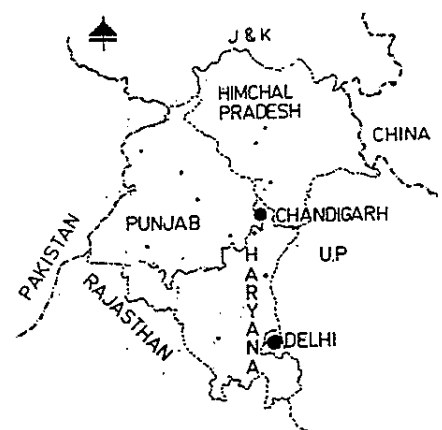 J & K
HIMCHAL
PRADESH
CHINA
CHANDIGARH
PUNJAB
U.P
PAKISTAN
RAJASTHAN
HARYANA
DELHI